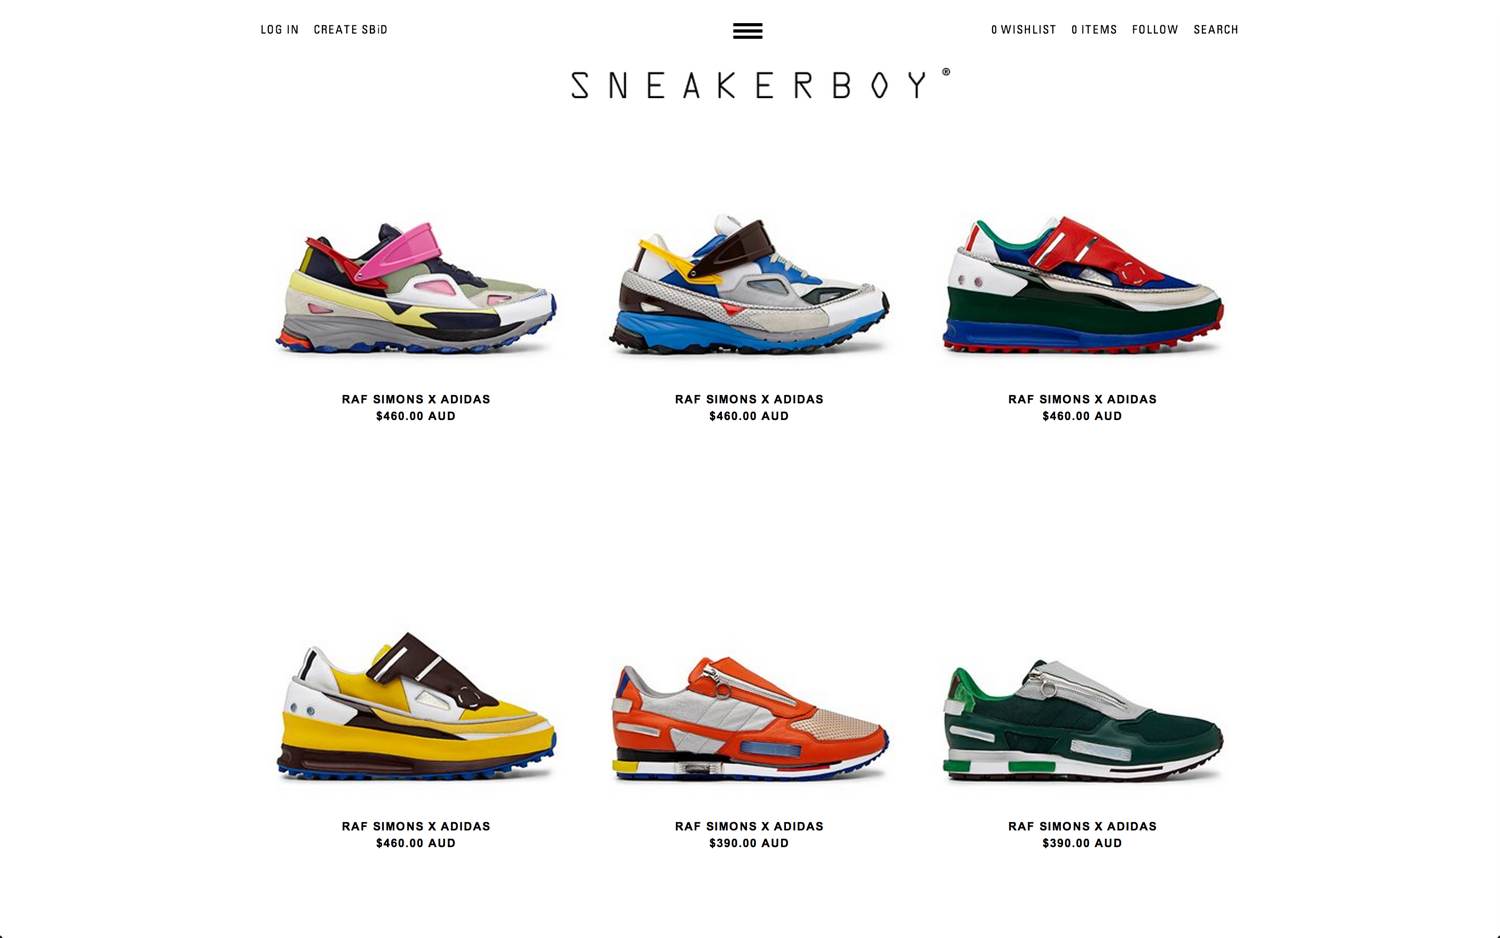 LOG IN CREATE SBiD 0 WISHLIST 0 ITEMS FOLLOW SEARCH
SNEAKERBOY®
RAF SIMONS X ADIDAS
$460.00 AUD
RAF SIMONS X ADIDAS
$460.00 AUD
RAF SIMONS X ADIDAS
$460.00 AUD
RAF SIMONS X ADIDAS
$460.00 AUD
RAF SIMONS X ADIDAS
$390.00 AUD
RAF SIMONS X ADIDAS
$390.00 AUD